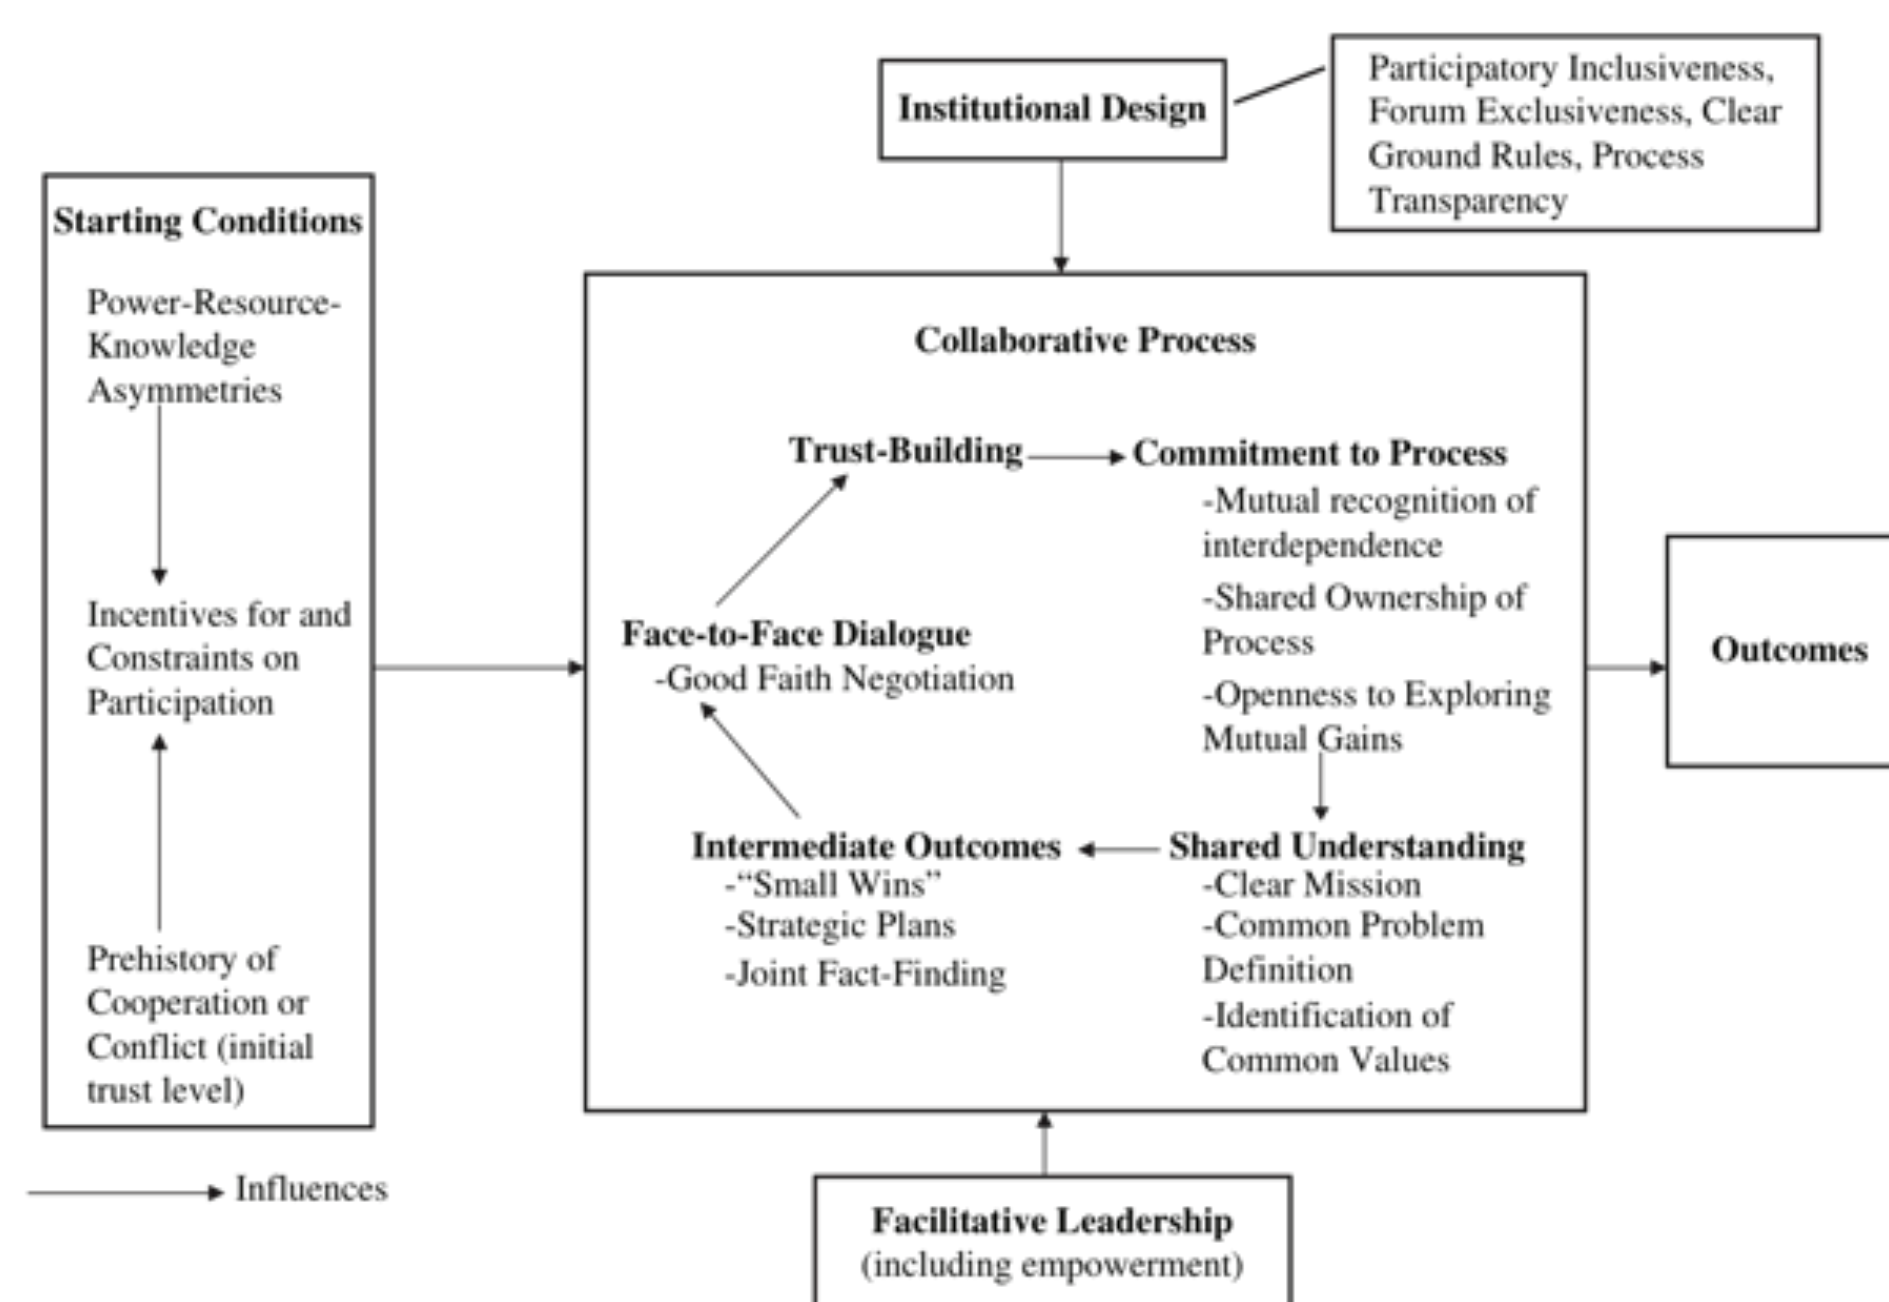 Institutional Design
Participatory Inclusiveness,
Forum Exclusiveness, Clear
Ground Rules, Process
Transparency
Starting Conditions
Power-Resource-
Knowledge
Asymmetries
Incentives for and
Constraints on
Participation
Prehistory of
Cooperation or
Conflict (initial
trust level)
Influences
Collaborative Process
Trust-Building
Commitment to Process
-Mutual recognition of
interdependence
-Shared Ownership of
Process
-Openness to Exploring
Mutual Gains
Face-to-Face Dialogue
-Good Faith Negotiation
Intermediate Outcomes
-“Small Wins”
-Strategic Plans
-Joint Fact-Finding
Shared Understanding
-Clear Mission
-Common Problem
Definition
-Identification of
Common Values
Outcomes
Facilitative Leadership
(including empowerment)